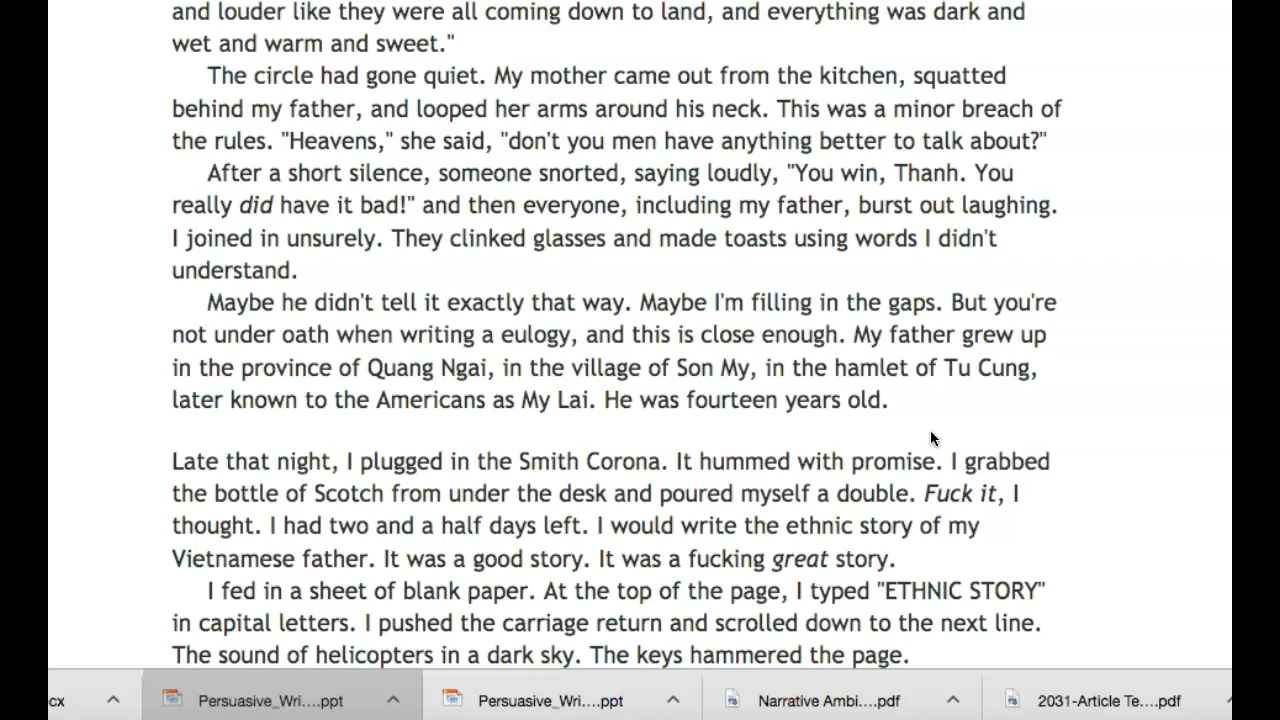 and louder like they were all coming down to land, and everything was dark and
wet and warm and sweet."
The circle had gone quiet. My mother came out from the kitchen, squatted
behind my father, and looped her arms around his neck. This was a minor breach of
the rules. "Heavens," she said, "don't you men have anything better to talk about?"
After a short silence, someone snorted, saying loudly, "You win, Thanh. You
really did have it bad!" and then everyone, including my father, burst out laughing.
I joined in unsurely. They clinked glasses and made toasts using words I didn't
understand.
Maybe he didn't tell it exactly that way. Maybe I'm filling in the gaps. But you're
not under oath when writing a eulogy, and this is close enough. My father grew up
in the province of Quang Ngai, in the village of Son My, in the hamlet of Tu Cung,
later known to the Americans as My Lai. He was fourteen years old.
Late that night, I plugged in the Smith Corona. It hummed with promise. I grabbed
the bottle of Scotch from under the desk and poured myself a double. Fuck it, I
thought. I had two and a half days left. I would write the ethnic story of my
Vietnamese father. It was a good story. It was a fucking great story.
I fed in a sheet of blank paper. At the top of the page, I typed "ETHNIC STORY"
in capital letters. I pushed the carriage return and scrolled down to the next line.
The sound of helicopters in a dark sky. The keys hammered the page.
cx Persuasive_Wri....ppt Persuasive_Wri....ppt Narrative Ambi....pdf 2031-Article Te....pdf